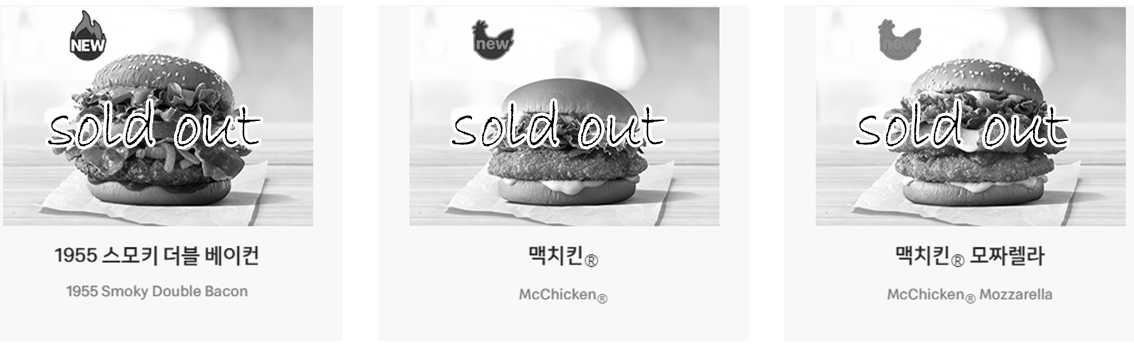 NEW
sold out
1955 스모키 더블 베이컨
1955 Smoky Double Bacon
new
sold out
맥치킨®
McChicken®
new
sold out
맥치킨® 모짜렐라
McChicken® Mozzarella